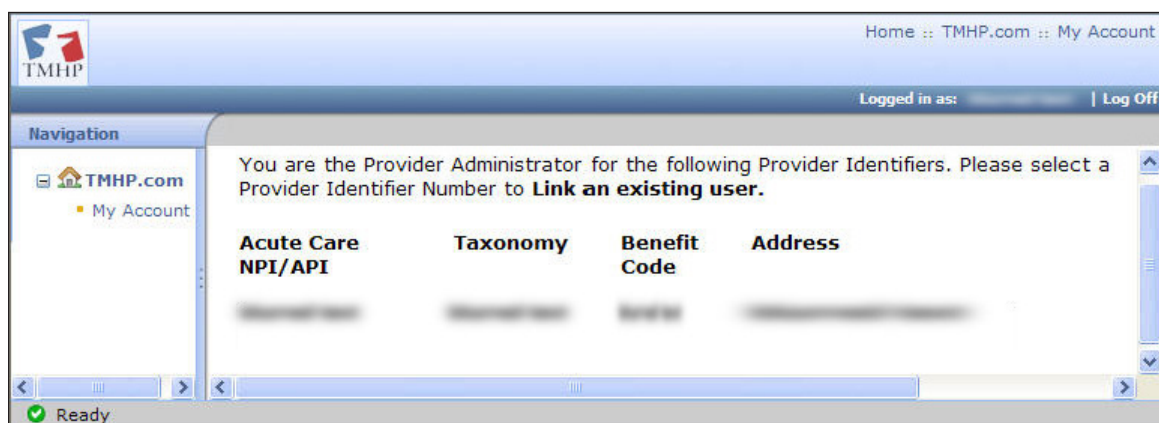 TMHP
Home :: TMHP.com :: My Account
Logged in as: | Log Off
Navigation
TMHP.com
My Account
You are the Provider Administrator for the following Provider Identifiers. Please select a
Provider Identifier Number to Link an existing user.
Acute Care Taxonomy Benefit Address
NPI/API Code
Ready